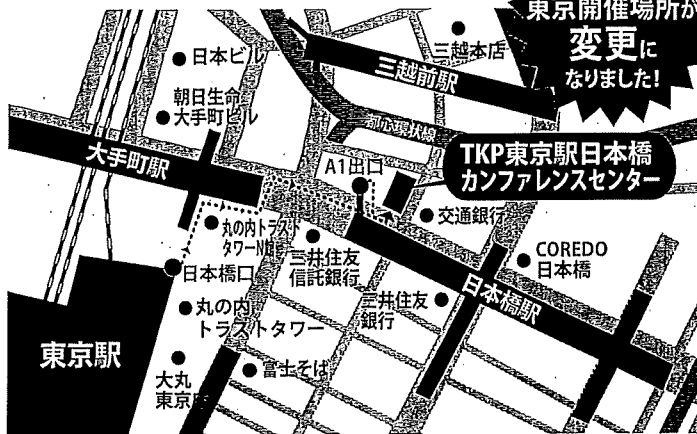 東京開催場所が
変更に
なりました!
日本ビル
三越本店
三越前駅
朝日生命
大手町ビル
大手町駅
A1出口
TKP東京駅日本橋
カンファレンスセンター
交通銀行
丸の内トラスト
タワーN館
三井住友
信託銀行
COREDO
日本橋
日本橋口
日本橋駅
三井住友
銀行
丸の内
トラストタワー
東京駅
富士そば
大丸
東京店